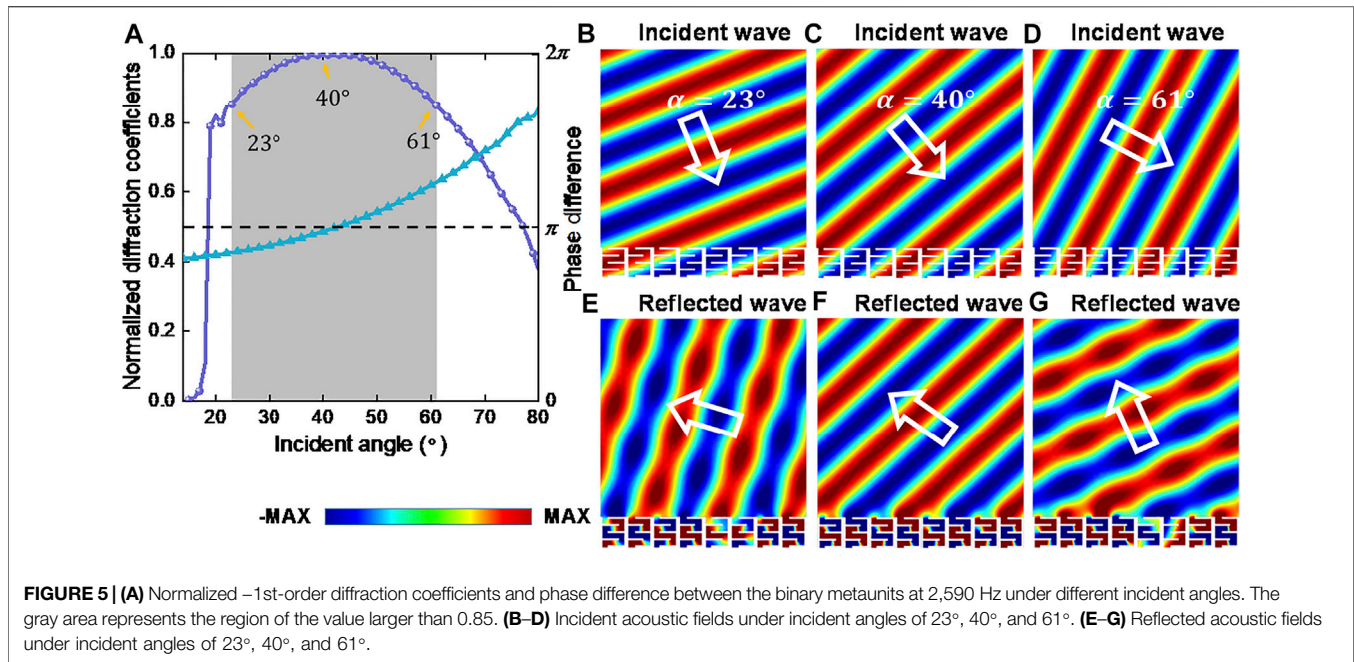 A
Normalized diffraction coefficients
1.0
0.8
0.6
0.4
0.2
0.0
40°
23°
61°
2π
π
0
Phase difference
20 30 40 50 60 70 80
Incident angle (°)
-MAX MAX
B Incident wave
α = 23°
C Incident wave
α = 40°
D Incident wave
α = 61°
E Reflected wave
F Reflected wave
G Reflected wave
FIGURE 5 | (A) Normalized −1st-order diffraction coefficients and phase difference between the binary metaunits at 2,590 Hz under different incident angles. The
gray area represents the region of the value larger than 0.85. (B–D) Incident acoustic fields under incident angles of 23°, 40°, and 61°. (E–G) Reflected acoustic fields
under incident angles of 23°, 40°, and 61°.